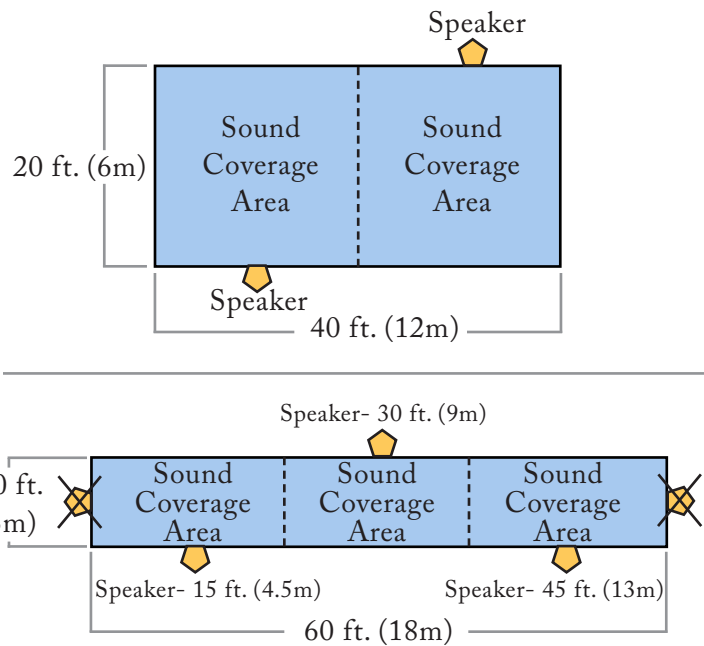 Speaker
Sound
Coverage
Area
Sound
Coverage
Area
20 ft. (6m)
Speaker
40 ft. (12m)
Speaker- 30 ft. (9m)
Sound
Coverage
Area
Sound
Coverage
Area
Sound
Coverage
Area
ft.
Speaker- 15 ft. (4.5m)
Speaker- 45 ft. (13m)
60 ft. (18m)